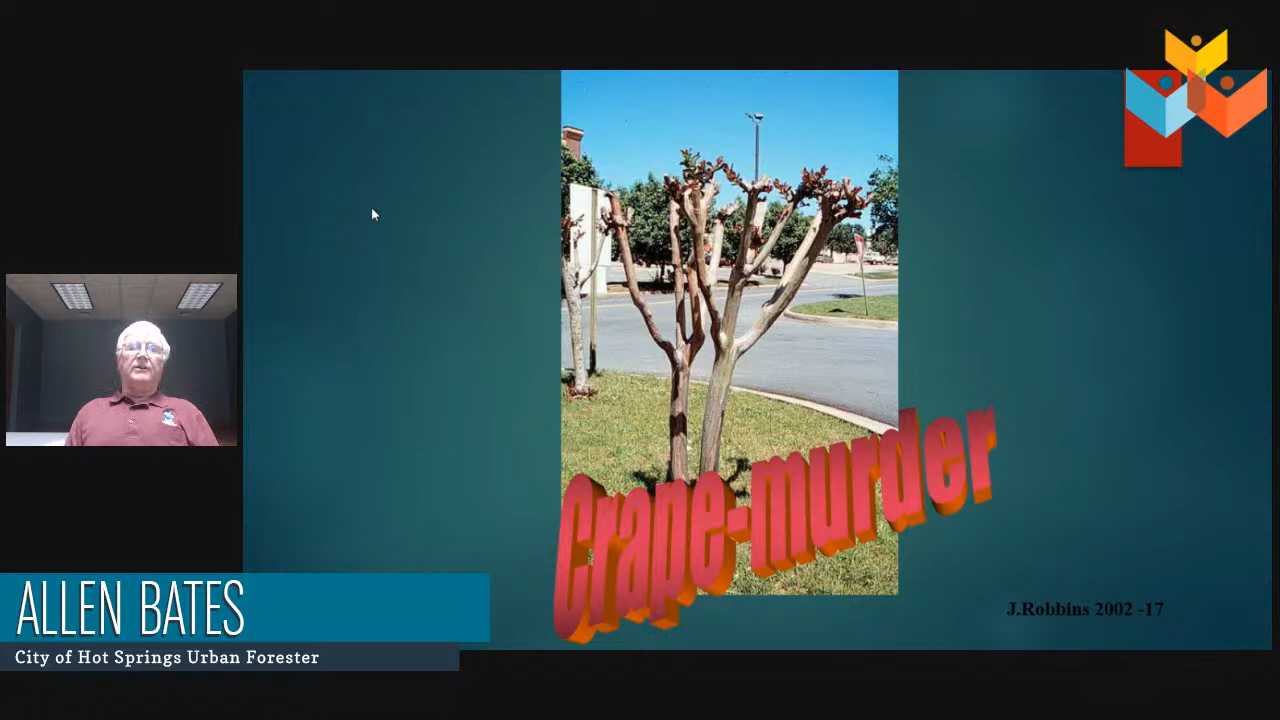 Crape-murder
J.Robbins 2002 -17
ALLEN BATES
City of Hot Springs Urban Forester